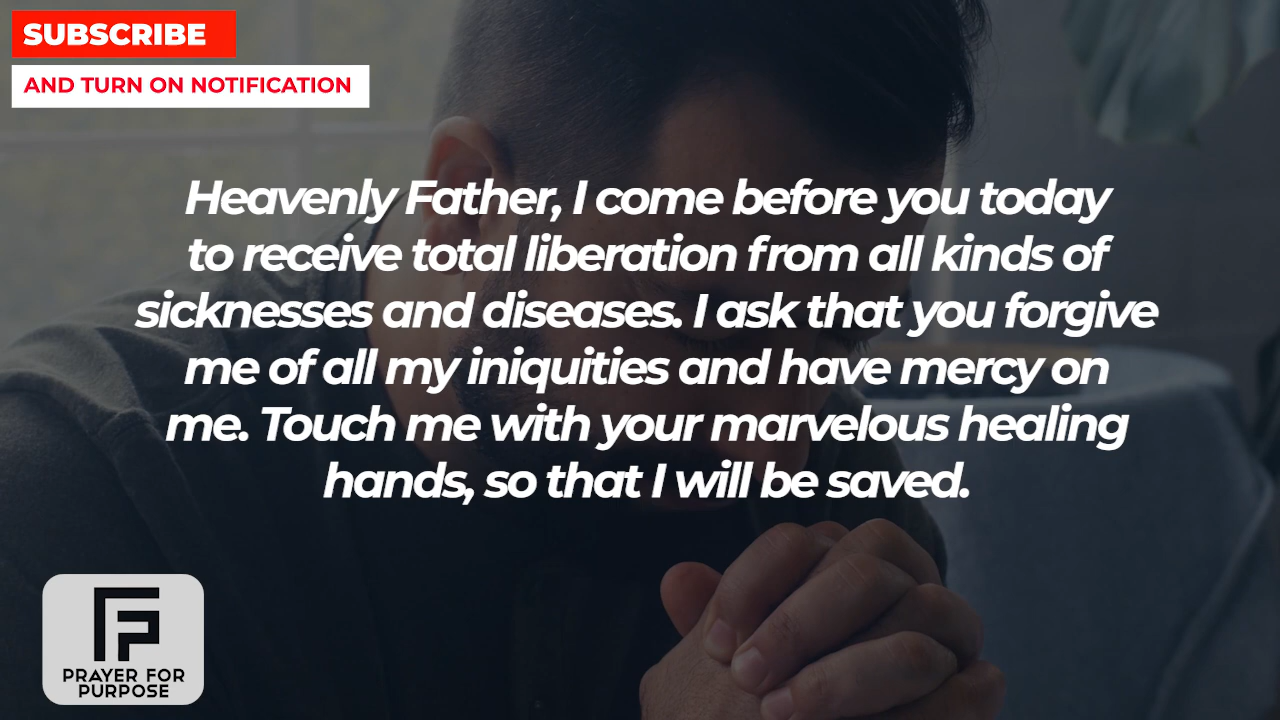 SUBSCRIBE
AND TURN ON NOTIFICATION
Heavenly Father, I come before you today
to receive total liberation from all kinds of
sicknesses and diseases. I ask that you forgive
me of all my iniquities and have mercy on
me. Touch me with your marvelous healing
hands, so that I will be saved.
PRAYER FOR
PURPOSE